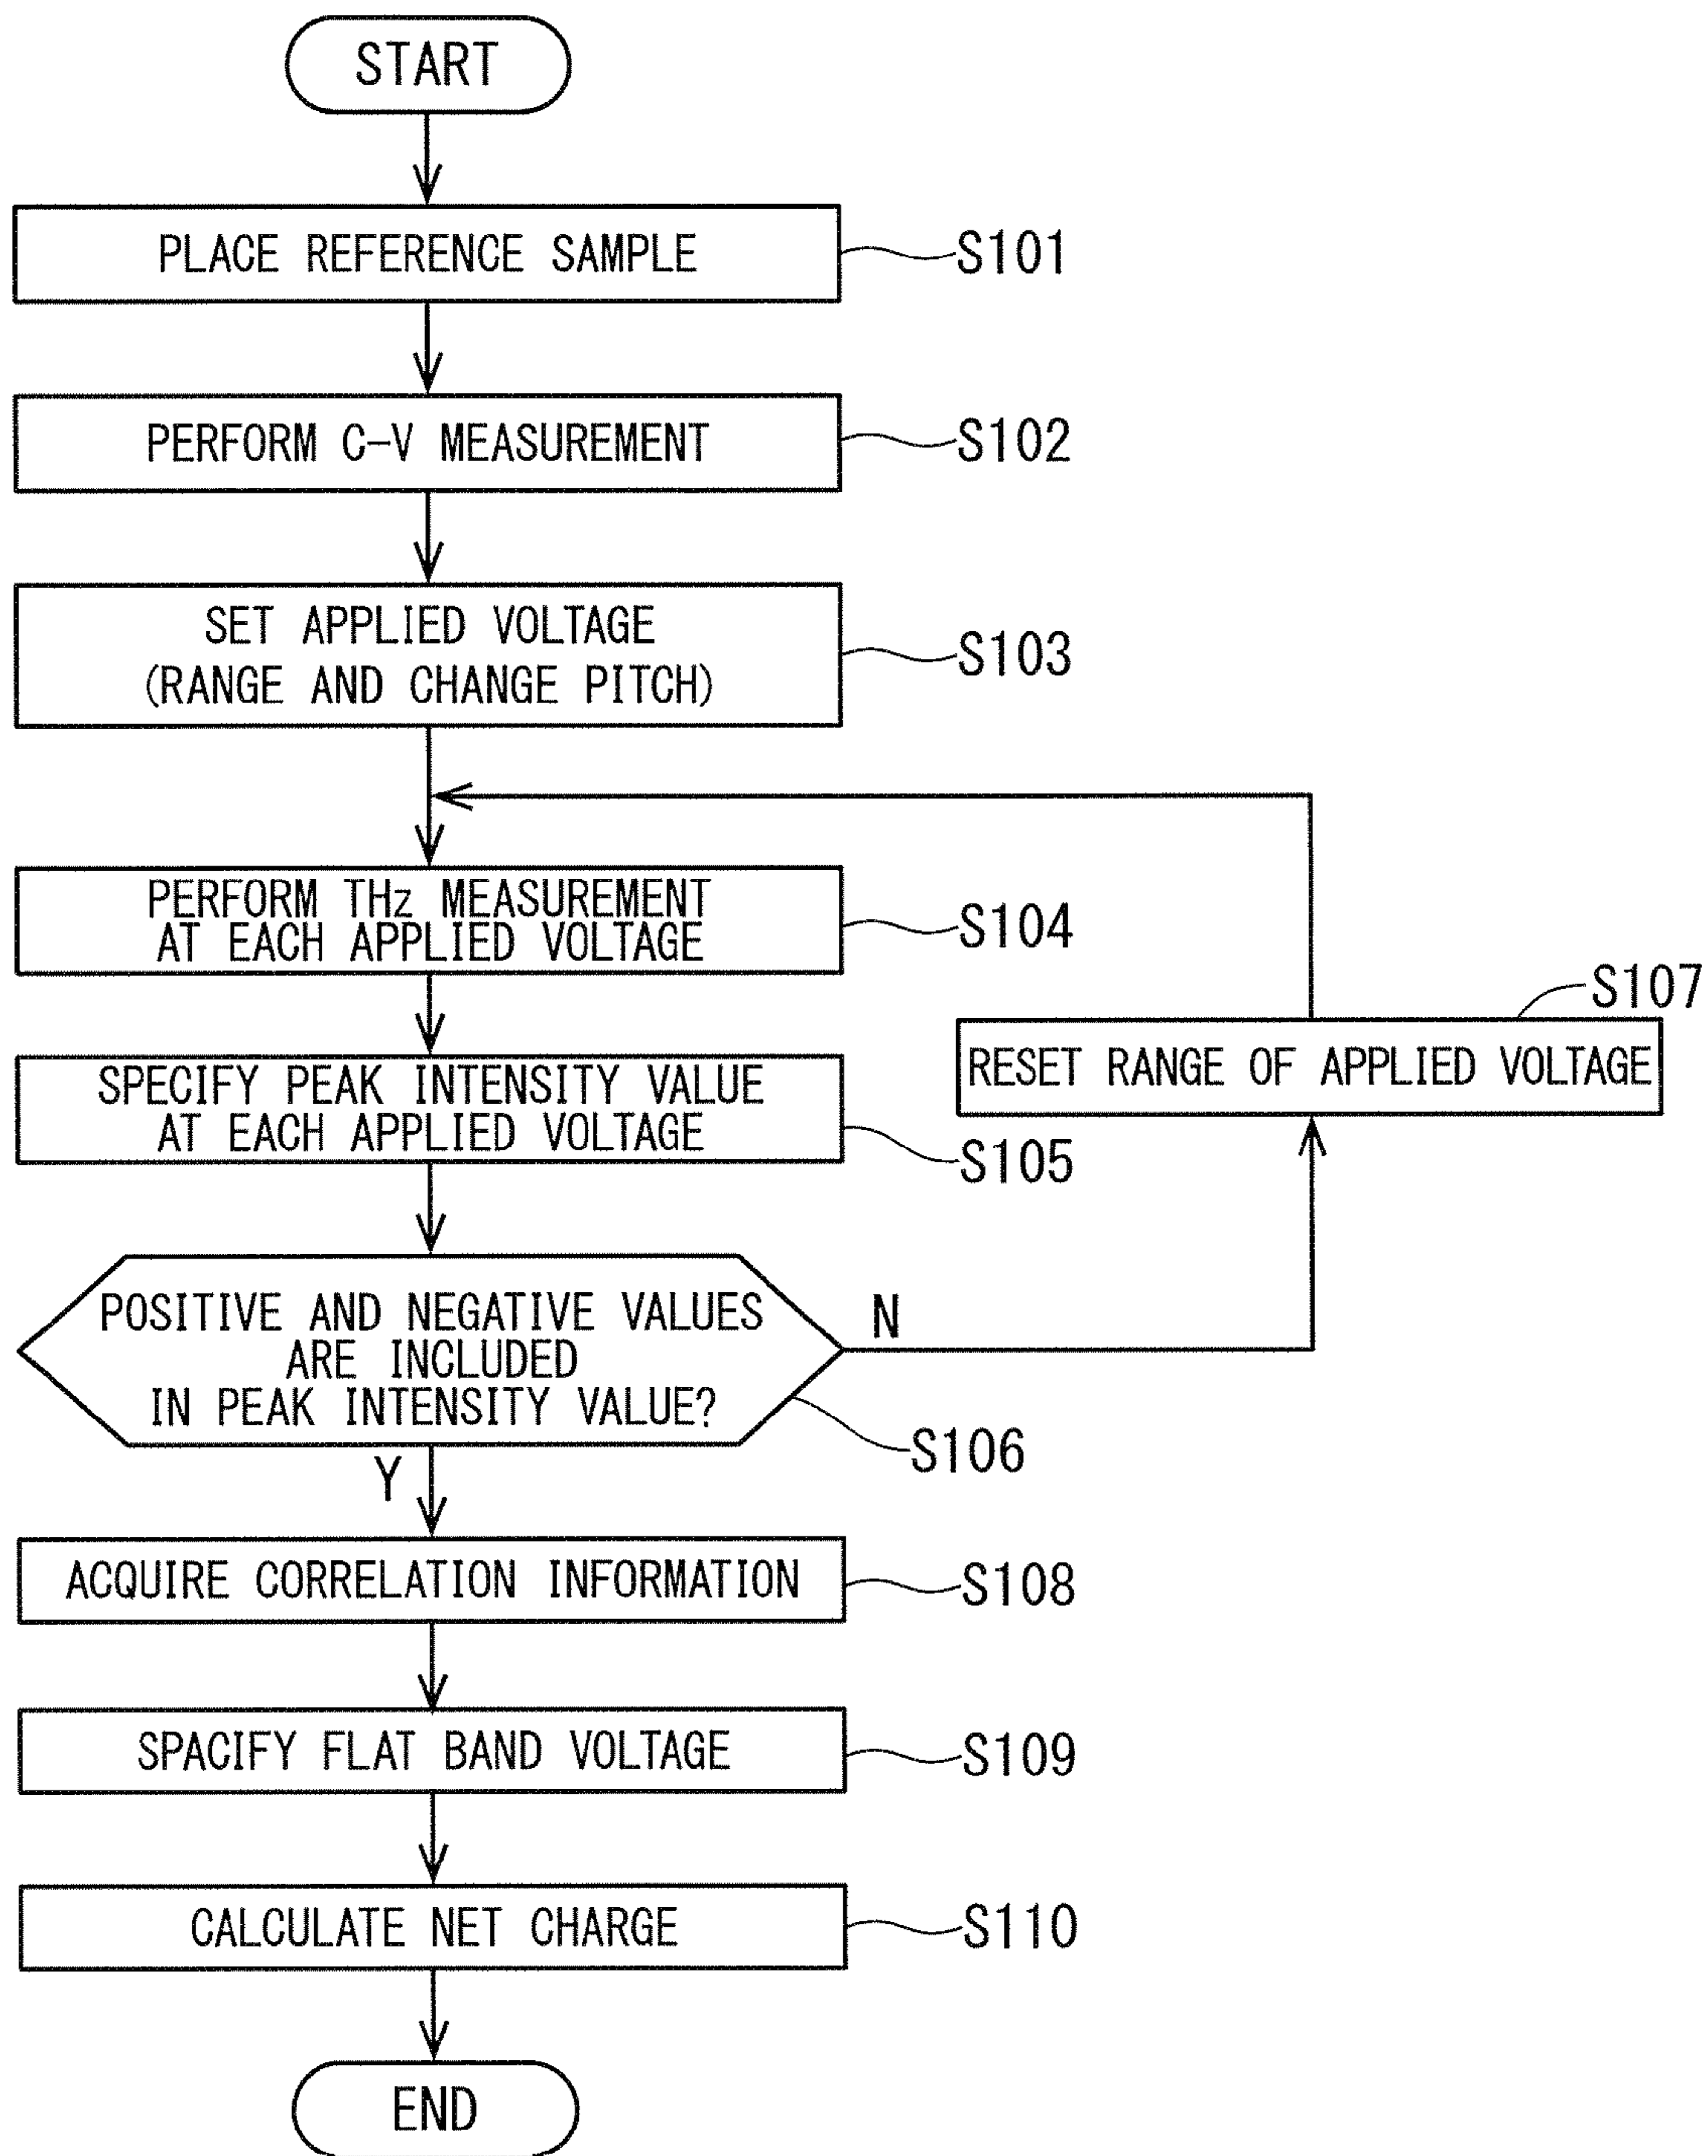 START
PLACE REFERENCE SAMPLE
S101
PERFORM C-V MEASUREMENT
S102
SET APPLIED VOLTAGE
(RANGE AND CHANGE PITCH)
S103
PERFORM THz MEASUREMENT
AT EACH APPLIED VOLTAGE
S104
SPECIFY PEAK INTENSITY VALUE
AT EACH APPLIED VOLTAGE
S105
S107
RESET RANGE OF APPLIED VOLTAGE
POSITIVE AND NEGATIVE VALUES
ARE INCLUDED
IN PEAK INTENSITY VALUE?
N
S106
Y
ACQUIRE CORRELATION INFORMATION
S108
SPACIFY FLAT BAND VOLTAGE
S109
CALCULATE NET CHARGE
S110
END